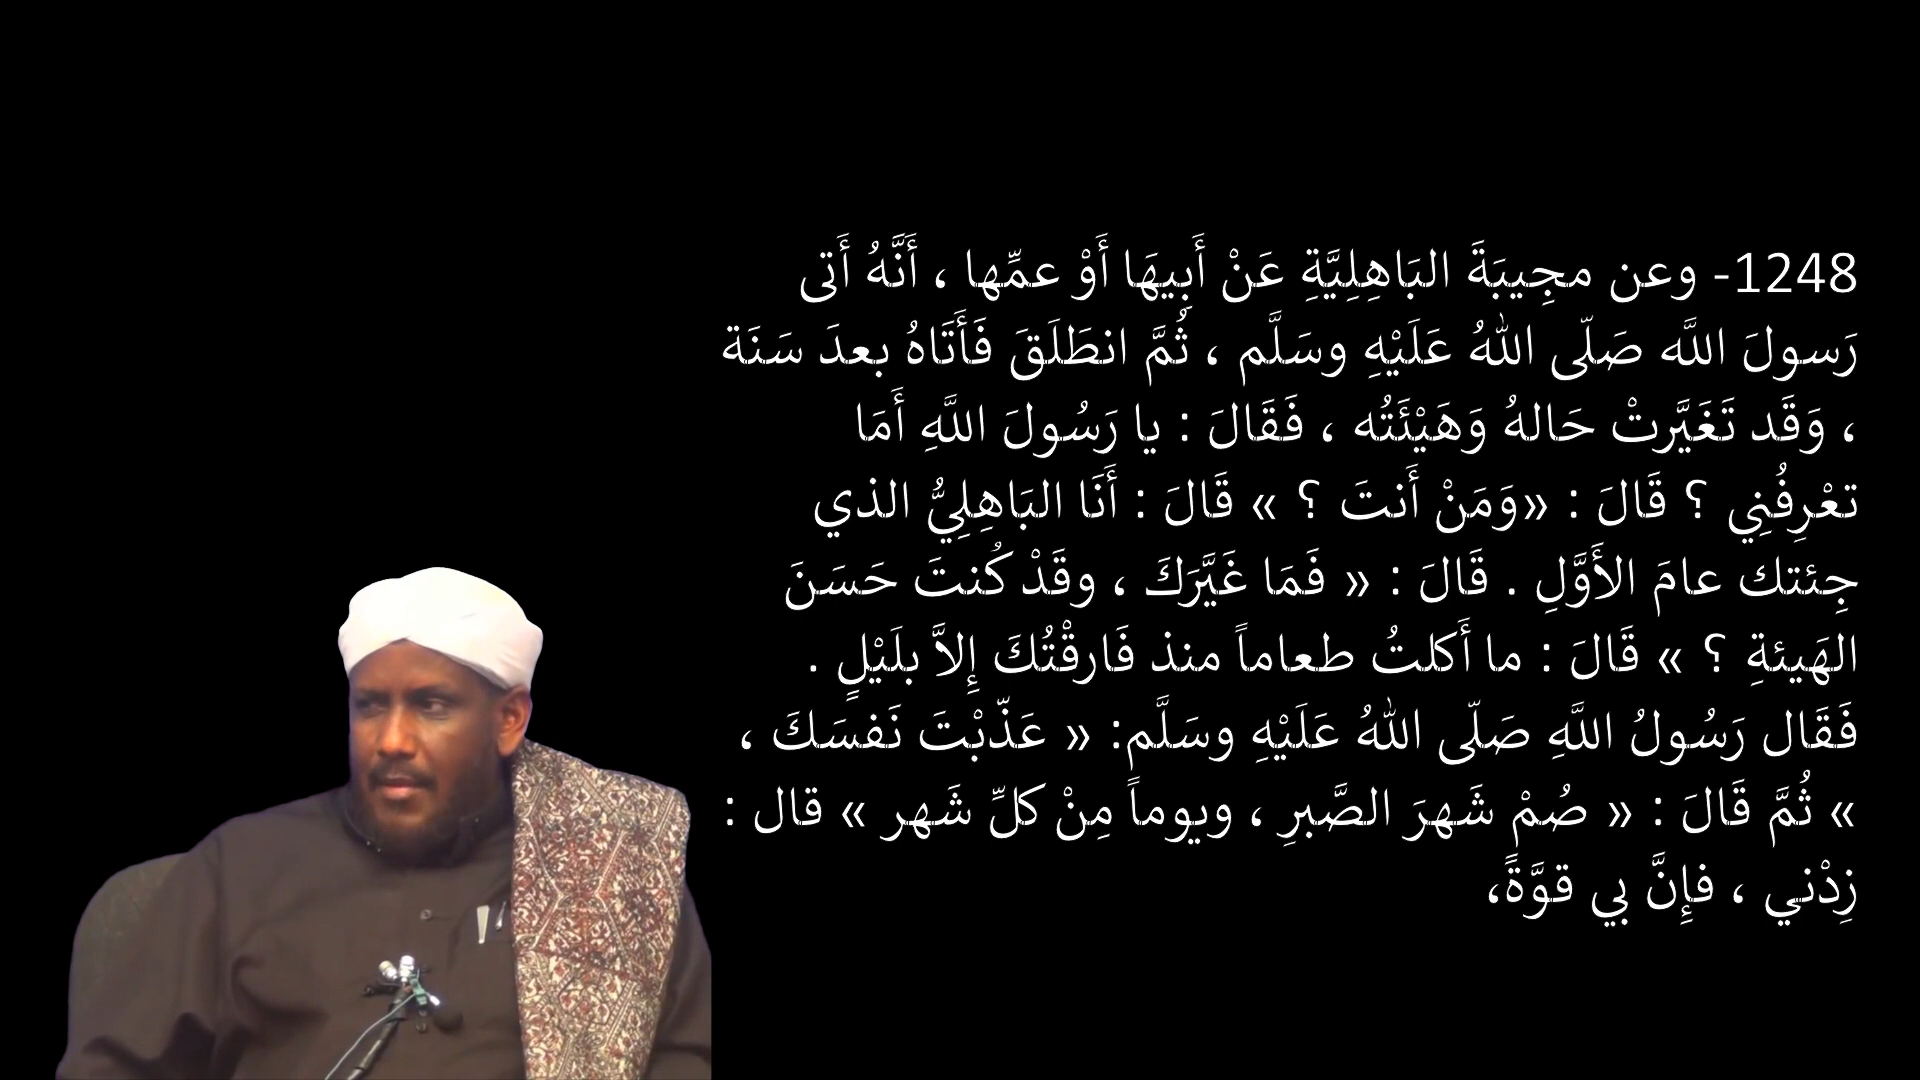 1248- وعن مجِيبَةَ البَاهِلِيَّةِ عَنْ أَبِيهَا أَوْ عمِّها ، أَنَّهُ أَتى
رَسولَ اللَّه صَلّى اللهُ عَلَيْهِ وسَلَّم ، ثُمَّ انطَلَقَ فَأَتَاهُ بعدَ سَنَة
، وَقَد تَغَيَّرتْ حَالهُ وَهَيْئَتُه ، فَقَالَ : يا رَسُولَ اللَّهِ أَمَا
تعْرِفُنِي ؟ قَالَ : «وَمَنْ أَنتَ ؟ » قَالَ : أَنَا البَاهِلِيُّ الذي
جِئتك عامَ الأَوَّلِ . قَالَ : « فَمَا غَيَّرَكَ ، وقَدْ كُنتَ حَسَنَ
الهَيئةِ ؟ » قَالَ : ما أَكلتُ طعاماً منذ فَارقْتُكَ إِلاَّ بلَيْلٍ .
فَقَال رَسُولُ اللَّهِ صَلّى اللهُ عَلَيْهِ وسَلَّم: « عَذّبْتَ نَفسَكَ ،
» ثُمَّ قَالَ : « صُمْ شَهرَ الصَّبرِ ، ويوماً مِنْ كلِّ شَهر » قال :
زِدْني ، فإِنَّ بي قوَّةً،